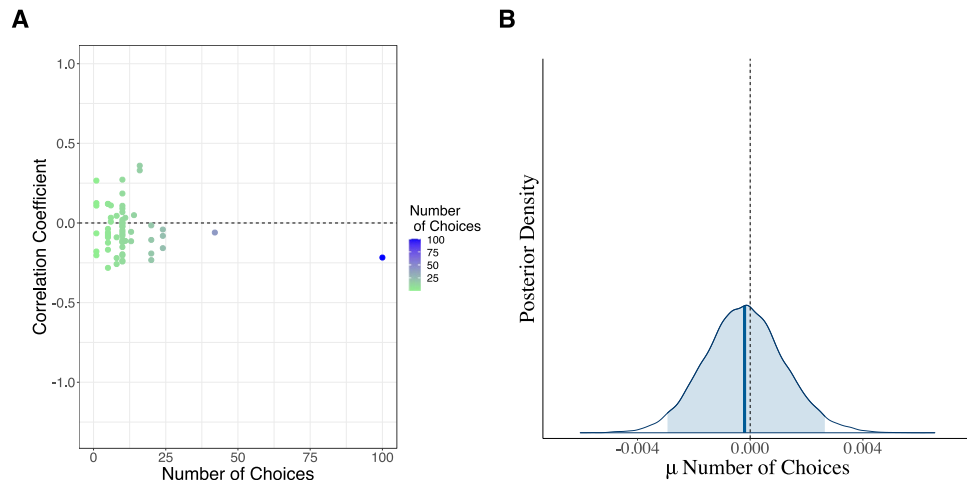 A
B
1.0
0.5
0.0
-0.5
-1.0
Correlation Coefficient
0
25
50
75
100
Number of Choices
Number
of Choices
100
75
50
25
Posterior Density
-0.004
0.000
0.004
μ Number of Choices